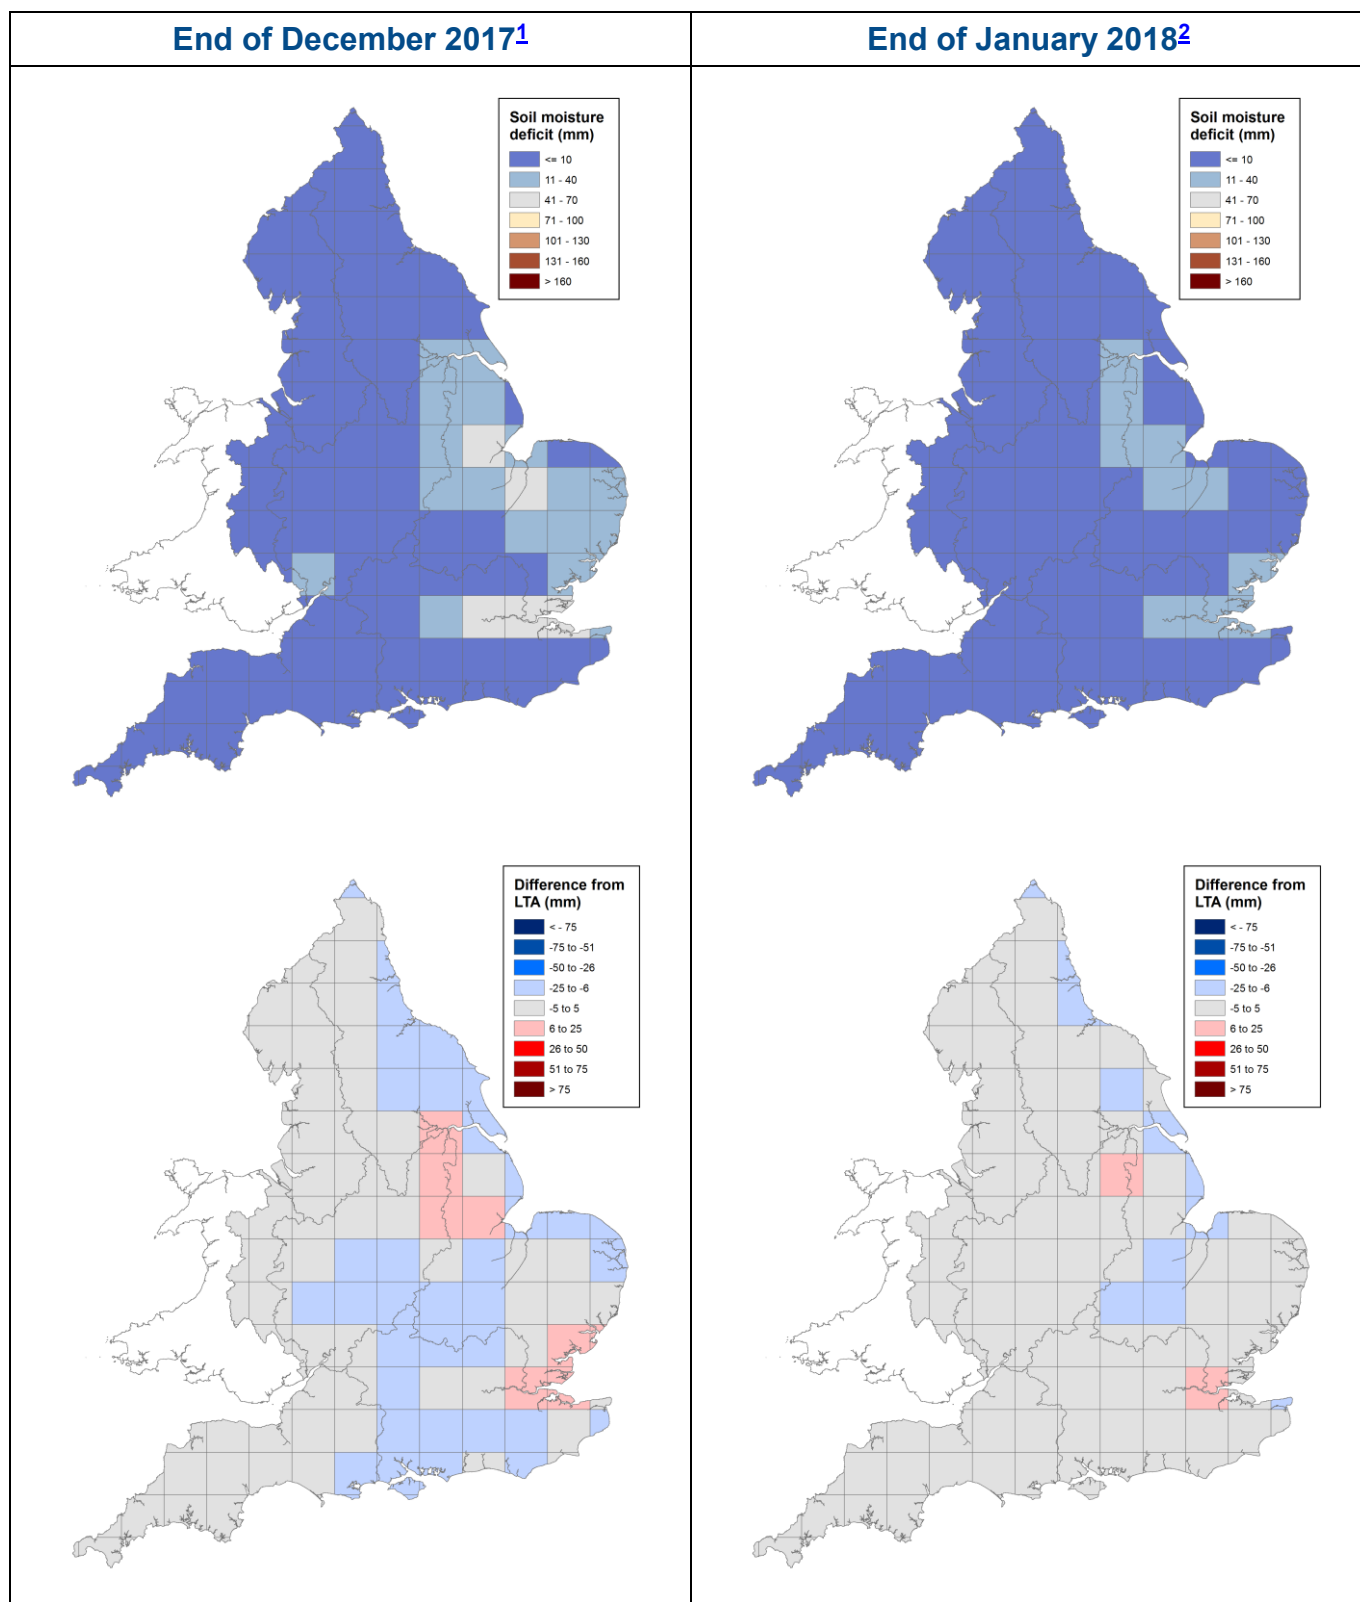 End of December 20171
End of January 20182
Soil moisture
deficit (mm)
<= 10
11 - 40
41 - 70
71 - 100
101 - 130
131 - 160
> 160
Soil moisture
deficit (mm)
<= 10
11 - 40
41 - 70
71 - 100
101 - 130
131 - 160
> 160
Difference from
LTA (mm)
< - 75
-75 to -51
-50 to -26
-25 to -6
-5 to 5
6 to 25
26 to 50
51 to 75
> 75
Difference from
LTA (mm)
< - 75
-75 to -51
-50 to -26
-25 to -6
-5 to 5
6 to 25
26 to 50
51 to 75
> 75